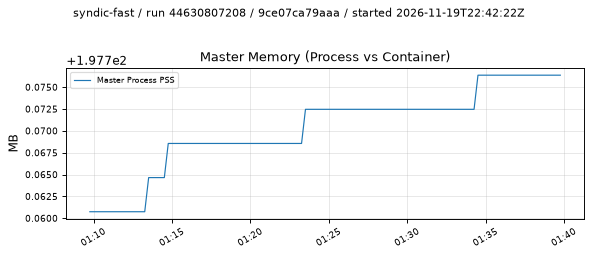 syndic-fast / run 44630807208 / 9ce07ca79aaa / started 2026-11-19T22:42:22Z
Master Memory (Process vs Container)
+1.977e2
Master Process PSS
MB
0.0750
0.0725
0.0700
0.0675
0.0650
0.0625
0.0600
01:10
01:15
01:20
01:25
01:30
01:35
01:40